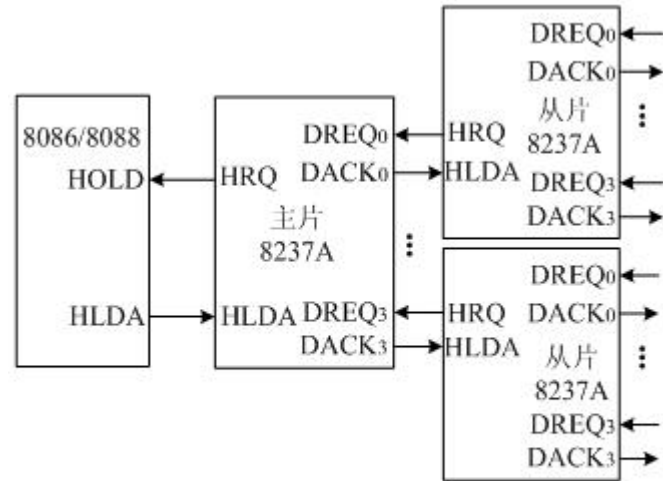 8086/8088
HOLD
HLDA
HRQ
主片
8237A
HLDA
DREQ0
DACK0
DREQ3
DACK3
DREQ0
DACK0
HRQ
从片
8237A
HLDA
DREQ3
DACK3
DREQ0
HRQ
DACK0
HLDA
从片
8237A
DREQ3
DACK3